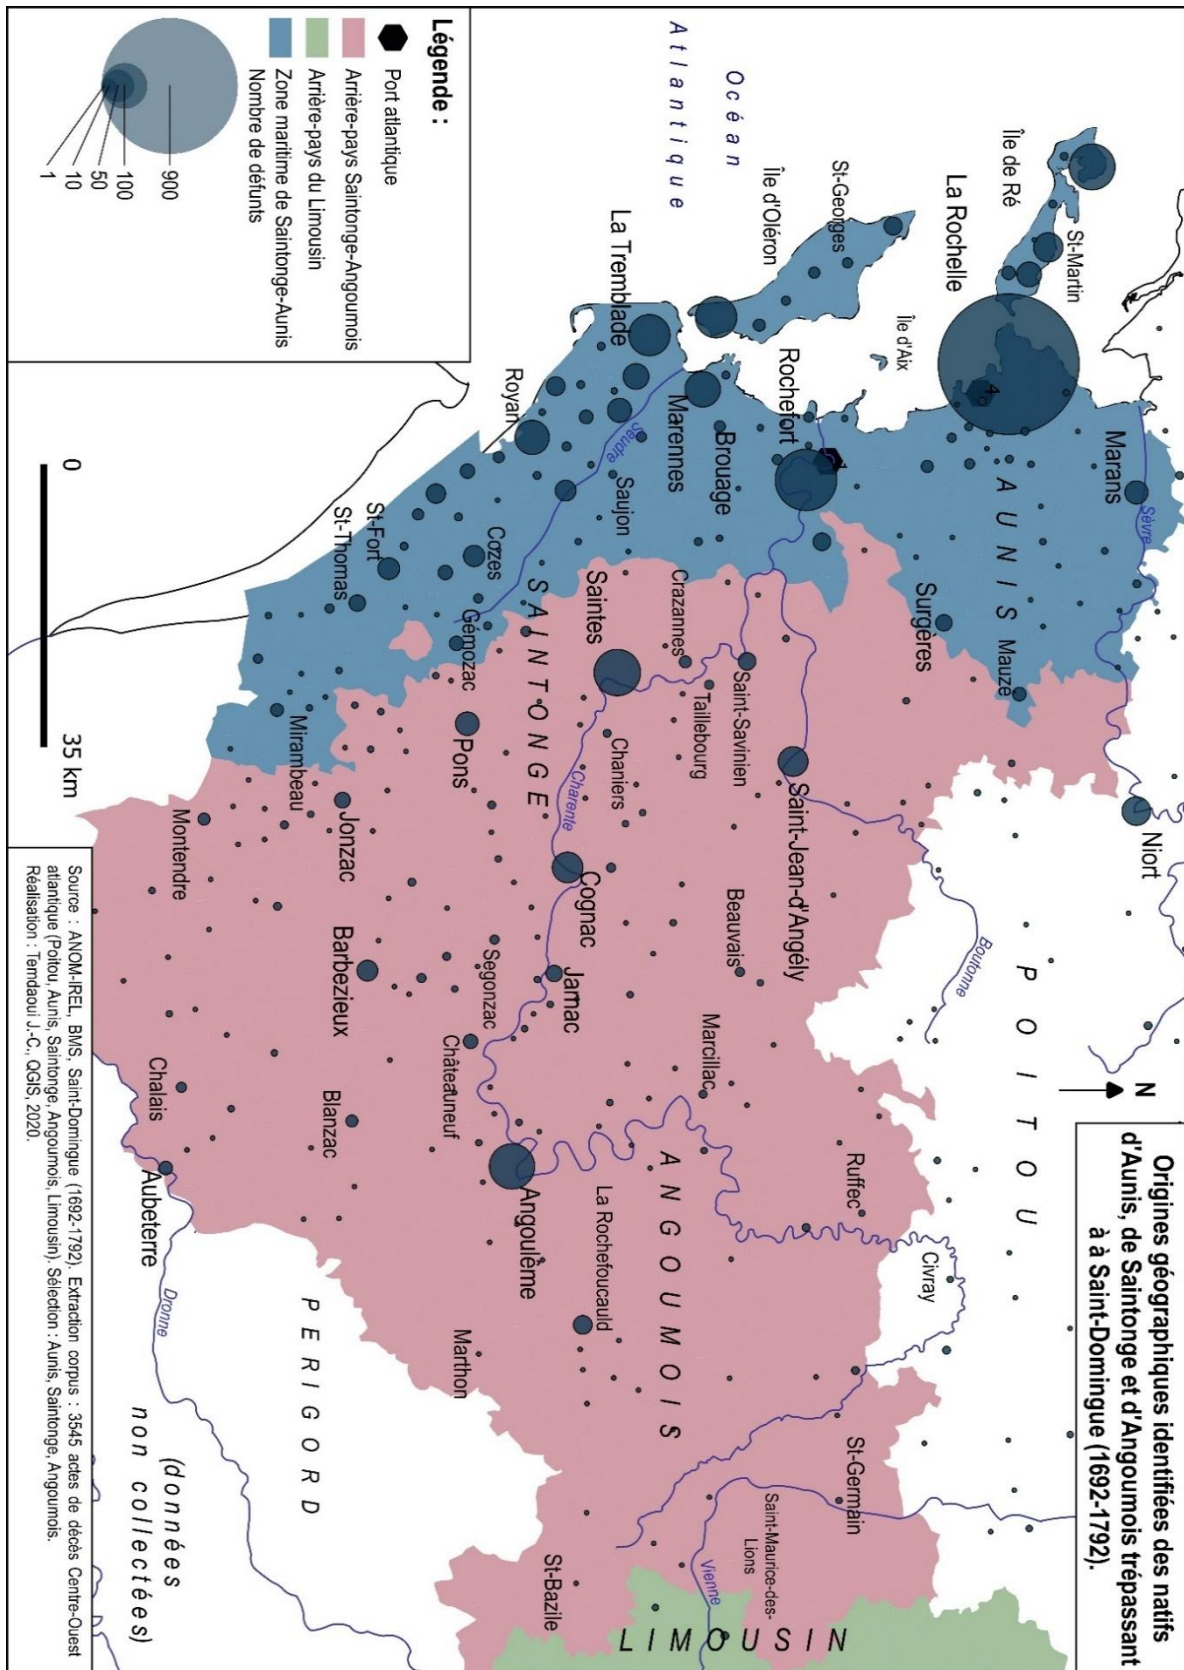 Origines géographiques identifiées des natifs
d'Aunis, de Saintonge et d'Angoumois trépassant
à à Saint-Domingue (1692-1792).
N
Légende :
Port atlantique
Arrière-pays Saintonge-Angoumois
Arrière-pays du Limousin
Zone maritime de Saintonge-Aunis
Nombre de défunts
900
100
50
10
1
Océan
Atlantique
Île de Ré
St-Martin
La Rochelle
4
Île d'Aix
St-Georges
Île d'Oléron
La Tremblade
Marennes
Brouage
Rochefort
Royan
Seudre
Saujon
Cozes
St-Fort
St-Thomas
Gémozac
Mirambeau
Marans
Sèvre
AUNIS
Surgères
Mauze
Niort
POITOU
Boutonne
Crazannes
Saint-Savinien
Taillebourg
Saint-Jean-d'Angély
Saintes
SAINTONGE
Chaniers
Charente
Pons
Cognac
Beauvais
Jarnac
Segonzac
Jonzac
Montendre
Barbezieux
Châteauneuf
Marcillac
Ruffec
Civray
ANGOUMOIS
Angoulême
La Rochefoucauld
Blanzac
Chalais
Aubeterre
Dronne
Marthon
St-Germain
Saint-Maurice-des-
Lions
Vienne
St-Bazile
LIMOUSIN
PERIGORD
(données
non collectées)
0
35 km
Source : ANOM-IREL, BMS, Saint-Domingue (1692-1792). Extraction corpus : 3545 actes de décès Centre-Ouest
atlantique (Poitou, Aunis, Saintonge, Angoumois, Limousin). Sélection : Aunis, Saintonge, Angoumois.
Réalisation : Temdaoui J.-C., QGIS, 2020.